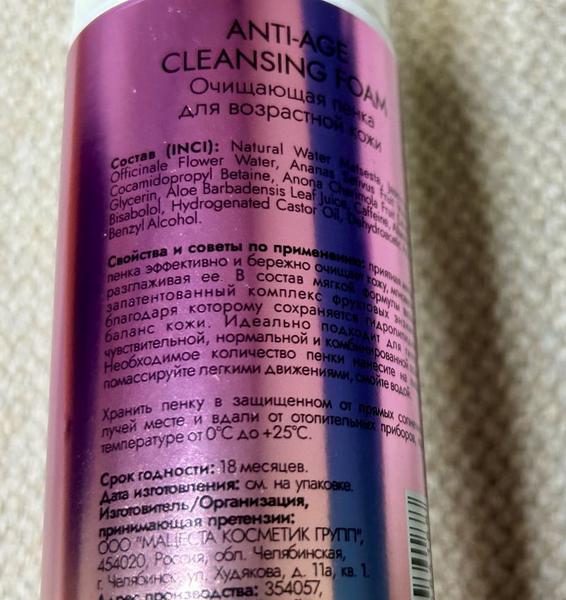 ANTI-AGE
CLEANSING FOAM
Очищающая пенка
для возрастной кожи
Состав (INCI): Natural Water Matsesta,
Officinale Flower Water, Ananas Sativus Fruit
Cocamidopropyl Betaine, Anona Cherimola Fruit
Glycerin, Aloe Barbadensis Leaf Juice, Caffeine,
Bisabolol, Hydrogenated Castor Oil, Dehydroacetic
Benzyl Alcohol.
Свойства и советы по применению:
пенка эффективно и бережно очищает кожу,
разглаживая ее. В состав мягкой формулы
запатентованный комплекс фруктовых
благодаря которому сохраняется
баланс кожи. Идеально подходит для
чувствительной, нормальной и комбинированной
Необходимое количество пенки нанесите на
помассируйте легкими движениями, смойте водой.
Хранить пенку в защищенном от прямых
лучей месте и вдали от отопительных приборов,
температуре от 0°С до +25°С.
Срок годности: 18 месяцев.
Дата изготовления: см. на упаковке.
Изготовитель/Организация,
принимающая претензии:
ООО "МАЦЕСТА КОСМЕТИК ГРУПП",
454020, Россия, обл. Челябинская,
г. Челябинск, ул. Худякова, д. 11а, кв. 1.
Адрес производства: 354057,